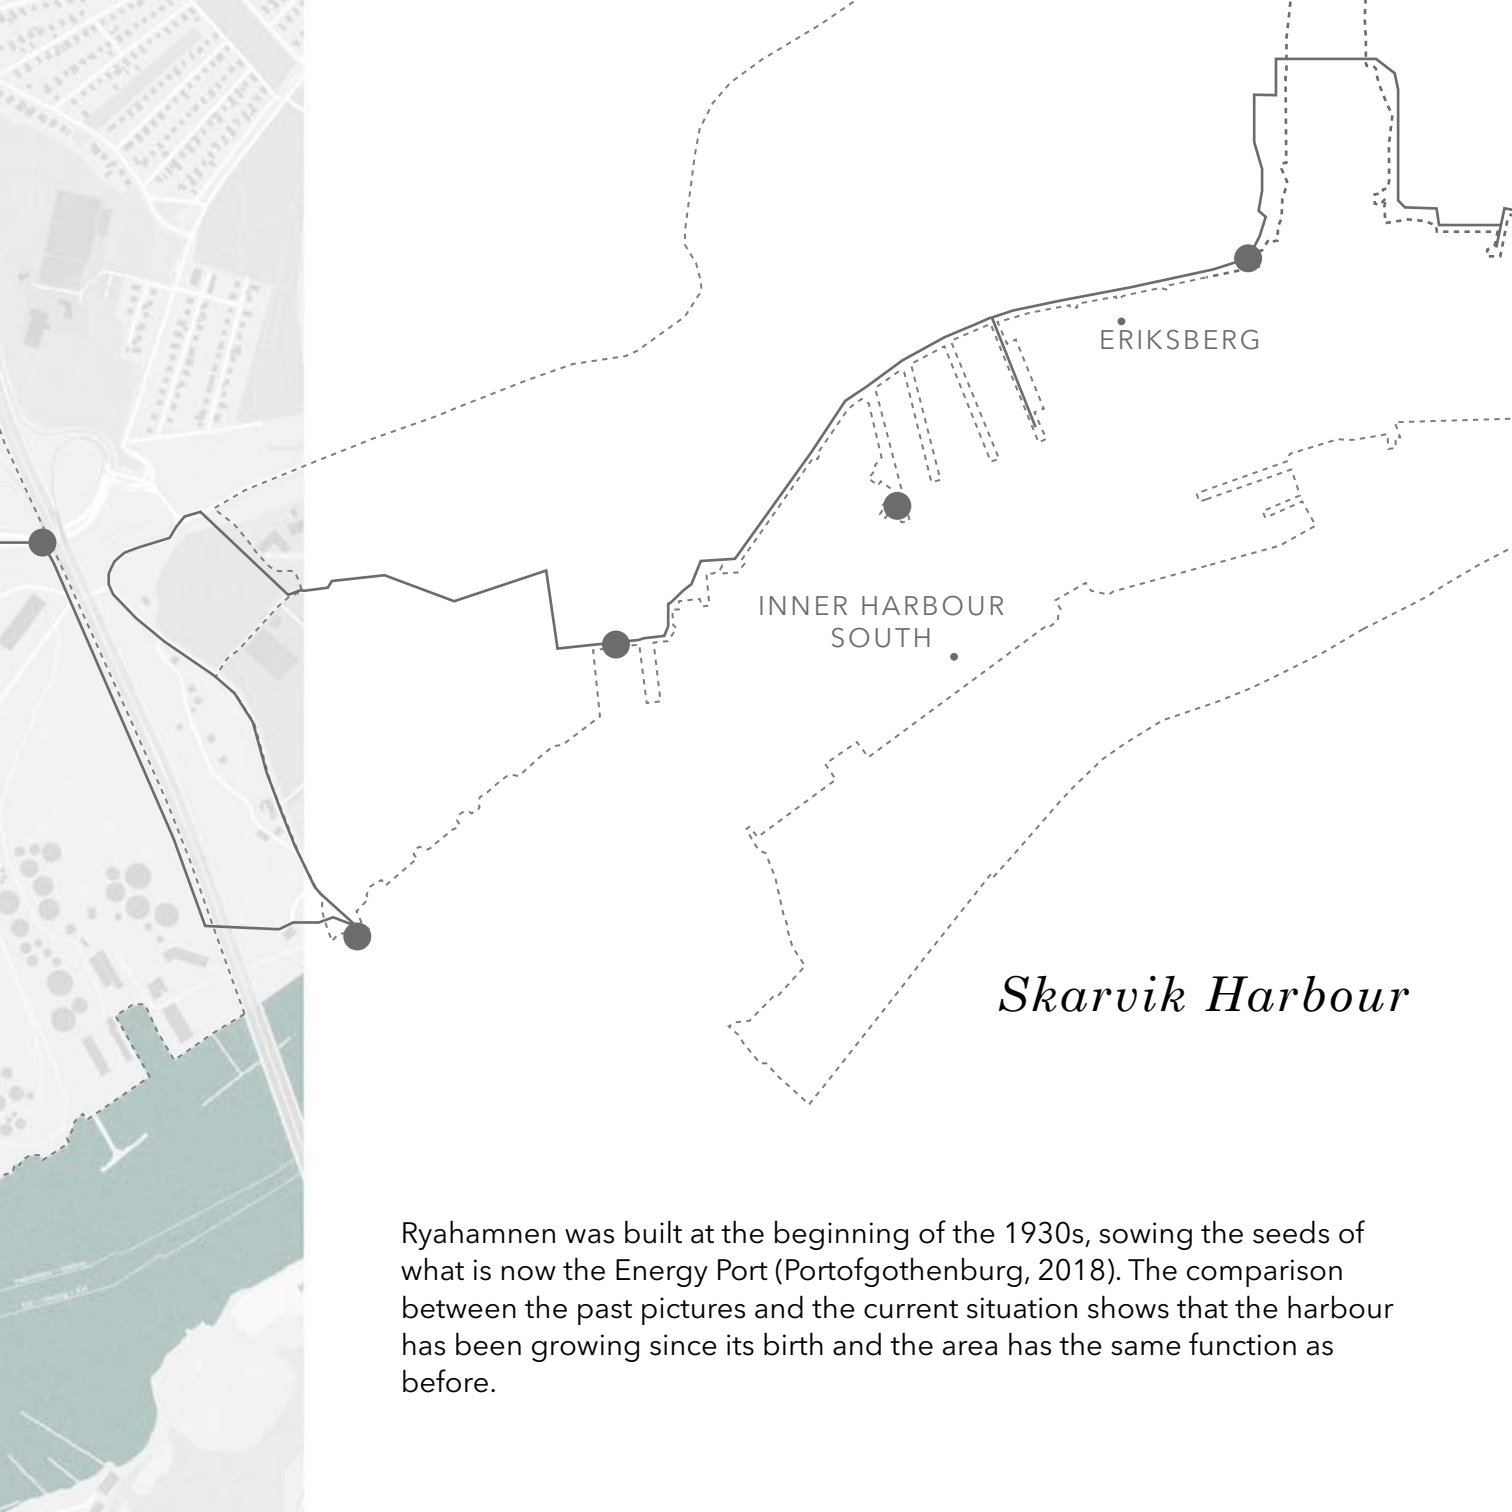 ERIKSBERG
INNER HARBOUR
SOUTH
Skarvik Harbour
Ryahamnen was built at the beginning of the 1930s, sowing the seeds of
what is now the Energy Port (Portofgothenburg, 2018). The comparison
between the past pictures and the current situation shows that the harbour
has been growing since its birth and the area has the same function as
before.